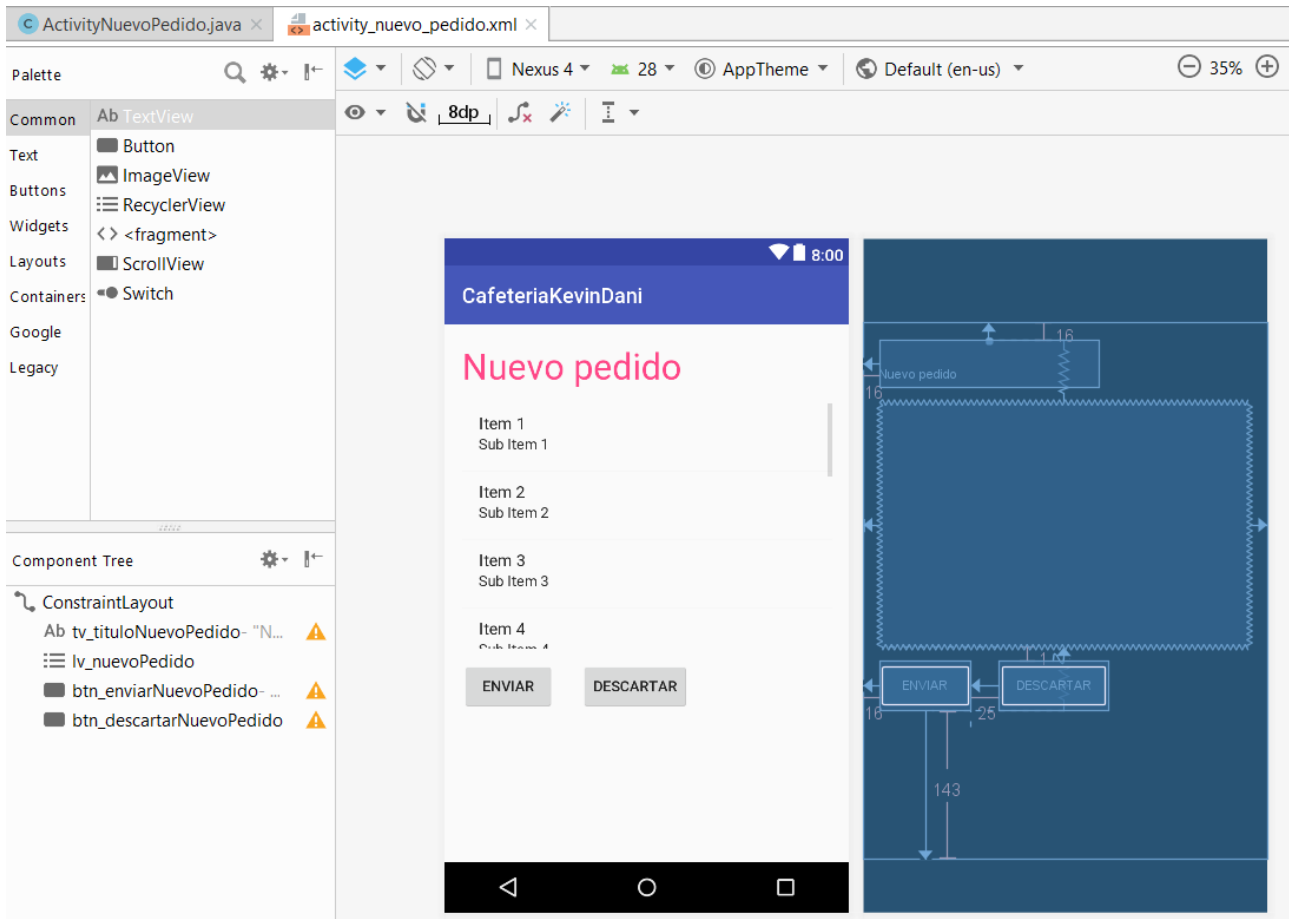 ActivityNuevoPedido.java
activity_nuevo_pedido.xml
Palette
Nexus 4
28
AppTheme
Default (en-us)
35%
8dp
Common
Text
Buttons
Widgets
Layouts
Containers
Google
Legacy
Ab TextView
Button
ImageView
RecyclerView
<fragment>
ScrollView
Switch
Component Tree
ConstraintLayout
Ab tv_tituloNuevoPedido- "N...
lv_nuevoPedido
btn_enviarNuevoPedido- ...
btn_descartarNuevoPedido
8:00
CafeteriaKevinDani
Nuevo pedido
Item 1
Sub Item 1
Item 2
Sub Item 2
Item 3
Sub Item 3
Item 4
Sub Item 4
ENVIAR DESCARTAR
16
Nuevo pedido
16
ENVIAR DESCARTAR
16 25
143